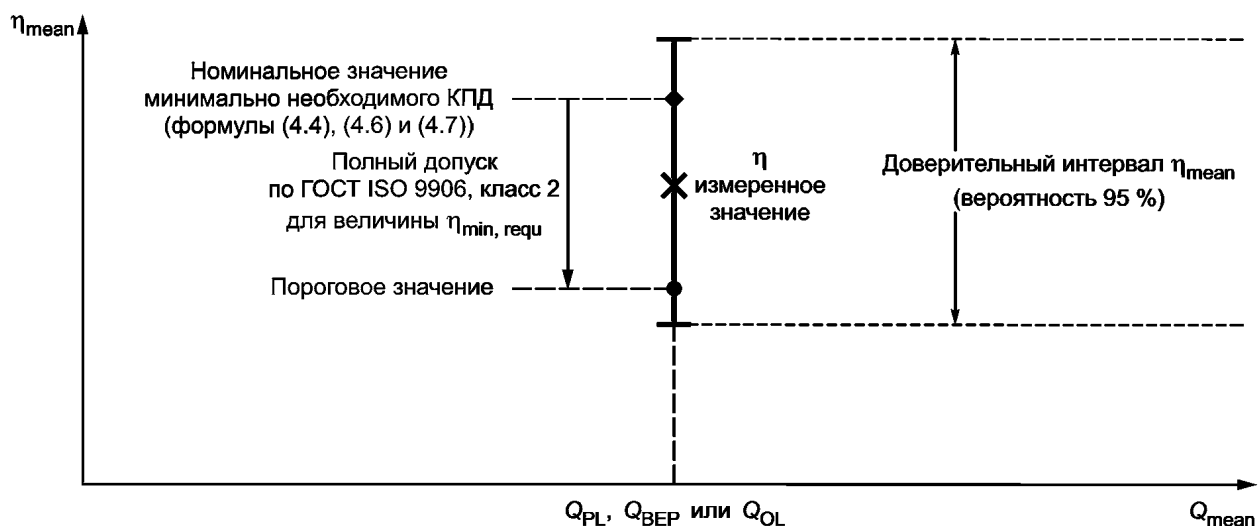 η_mean
Номинальное значение
минимально необходимого КПД
(формулы (4.4), (4.6) и (4.7))
Полный допуск
по ГОСТ ISO 9906, класс 2
для величины η_min, requ
Пороговое значение
η
измеренное
значение
Доверительный интервал η_mean
(вероятность 95 %)
Q_PL, Q_BEP или Q_OL
Q_mean